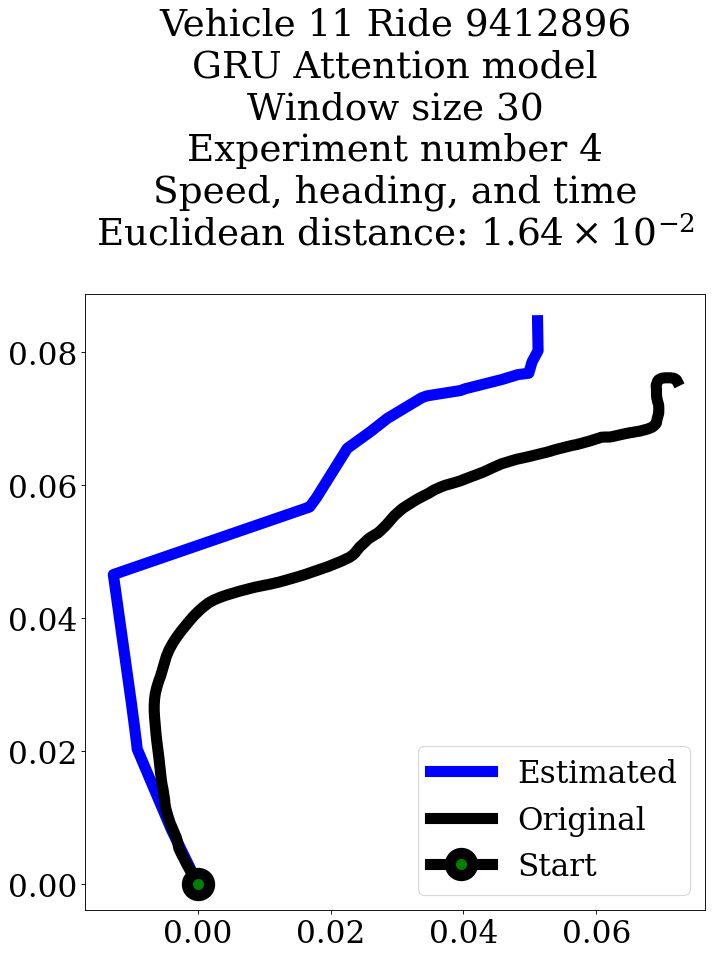 Vehicle 11 Ride 9412896
GRU Attention model
Window size 30
Experiment number 4
Speed, heading, and time
Euclidean distance: 1.64 × 10⁻²
0.08
0.06
0.04
0.02
0.00
0.00 0.02 0.04 0.06
Estimated
Original
Start